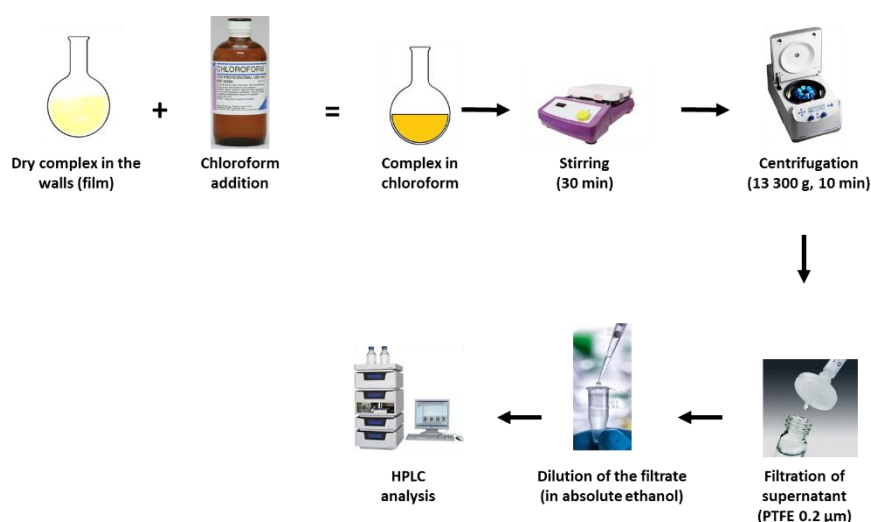 CHLOROFORM
+
=
Dry complex in the
walls (film)
Chloroform
addition
Complex in
chloroform
Stirring
(30 min)
Centrifugation
(13 300 g, 10 min)
HPLC
analysis
Dilution of the filtrate
(in absolute ethanol)
Filtration of
supernatant
(PTFE 0.2 µm)